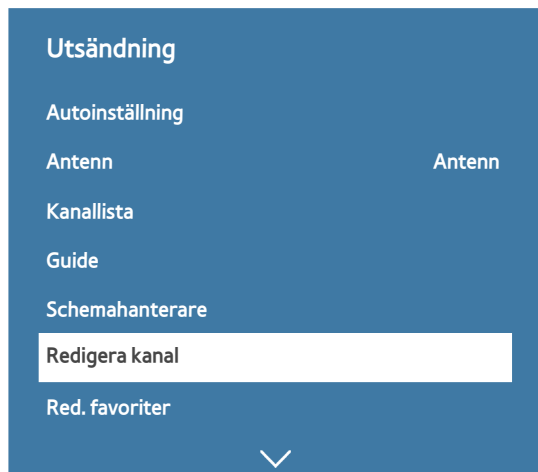 Utsändning
Autoinställning
Antenn Antenn
Kanallista
Guide
Schemahanterare
Redigera kanal
Red. favoriter